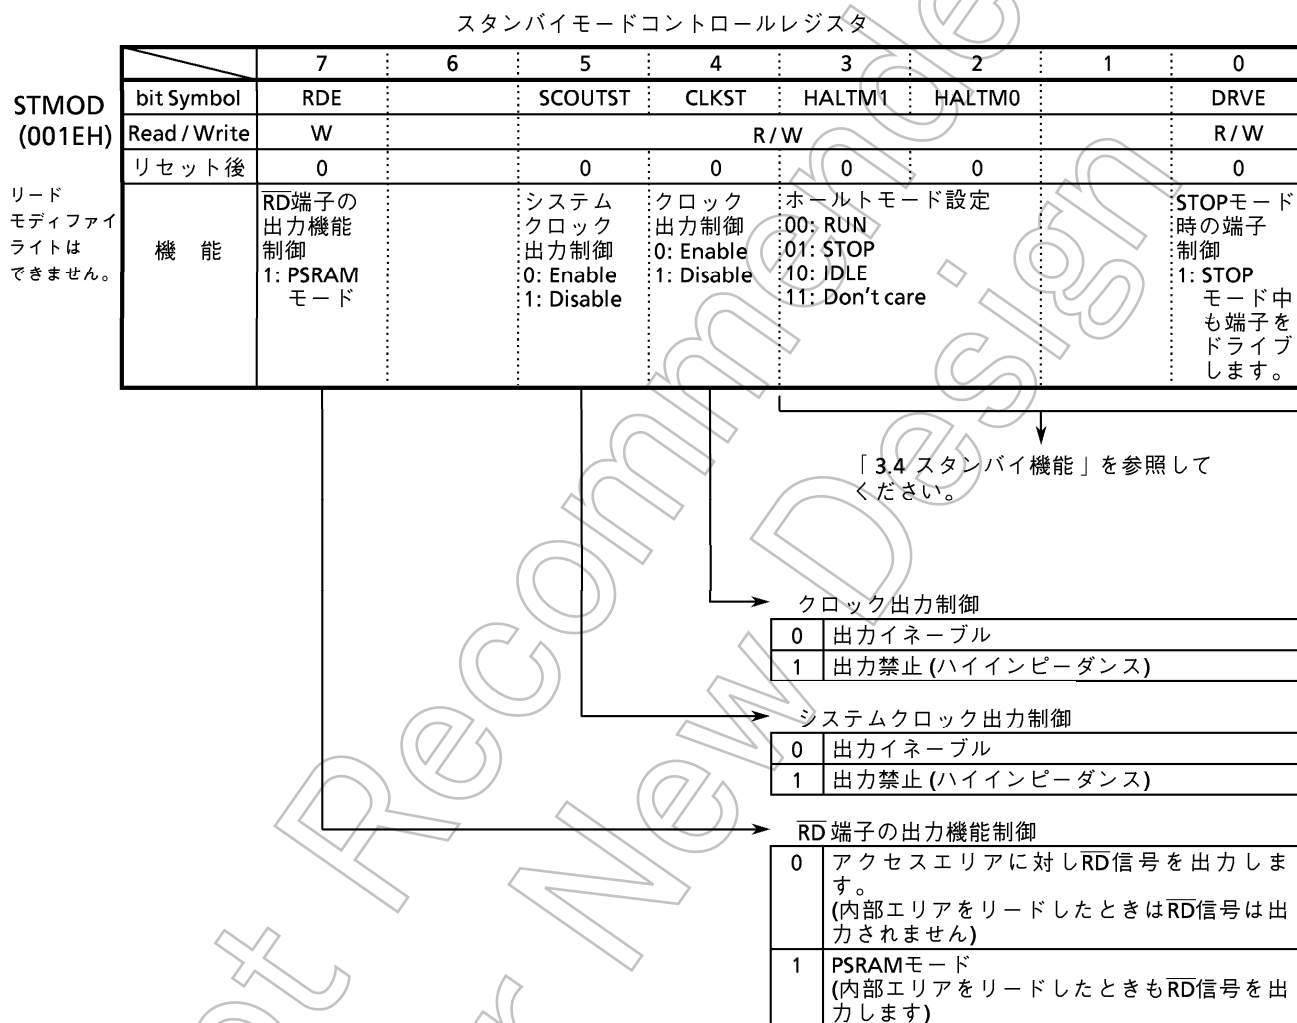 スタンバイモードコントロールレジスタ
7 6 5 4 3 2 1 0
STMOD
(001EH)
bit Symbol RDE SCOUTST CLKST HALTM1 HALTM0 DRVE
Read / Write W R / W R / W
リセット後 0 0 0 0 0 0
リード
モディファイ
ライトは
できません。
機 能
RD端子の
出力機能
制御
1: PSRAM
モード
システム
クロック
出力制御
0: Enable
1: Disable
クロック
出力制御
0: Enable
1: Disable
ホールトモード設定
00: RUN
01: STOP
10: IDLE
11: Don't care
STOPモード
時の端子
制御
1: STOP
モード中
も端子を
ドライブ
します。
「3.4 スタンバイ機能」を参照して
ください。
クロック出力制御
0 出力イネーブル
1 出力禁止 (ハイインピーダンス)
システムクロック出力制御
0 出力イネーブル
1 出力禁止 (ハイインピーダンス)
RD 端子の出力機能制御
0 アクセスエリアに対しRD信号を出力しま
す。
(内部エリアをリードしたときはRD信号は出
力されません)
1 PSRAMモード
(内部エリアをリードしたときもRD信号を出
力します)
Not Recommended
for New Design